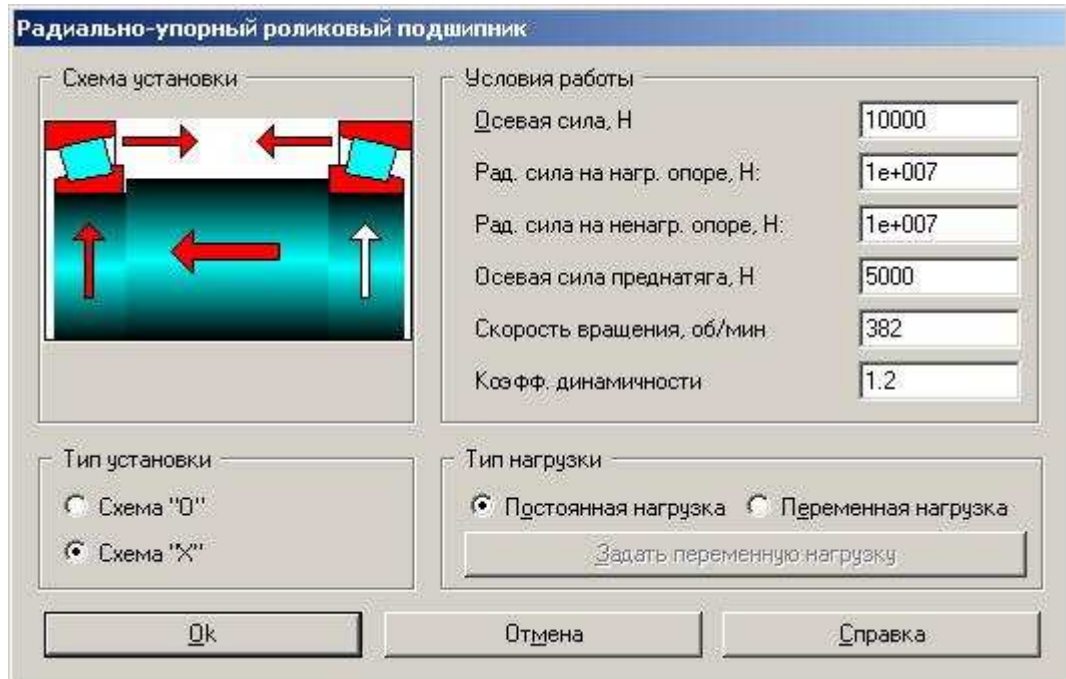 Радиально-упорный роликовый подшипник
Схема установки
Условия работы
Осевая сила, Н
10000
Рад. сила на нагр. опоре, Н:
1e+007
Рад. сила на ненагр. опоре, Н:
1e+007
Осевая сила преднатяга, Н
5000
Скорость вращения, об/мин
382
Коэфф. динамичности
1.2
Тип установки
Схема "О"
Схема "Х"
Тип нагрузки
Постоянная нагрузка
Переменная нагрузка
Задать переменную нагрузку
Ok
Отмена
Справка